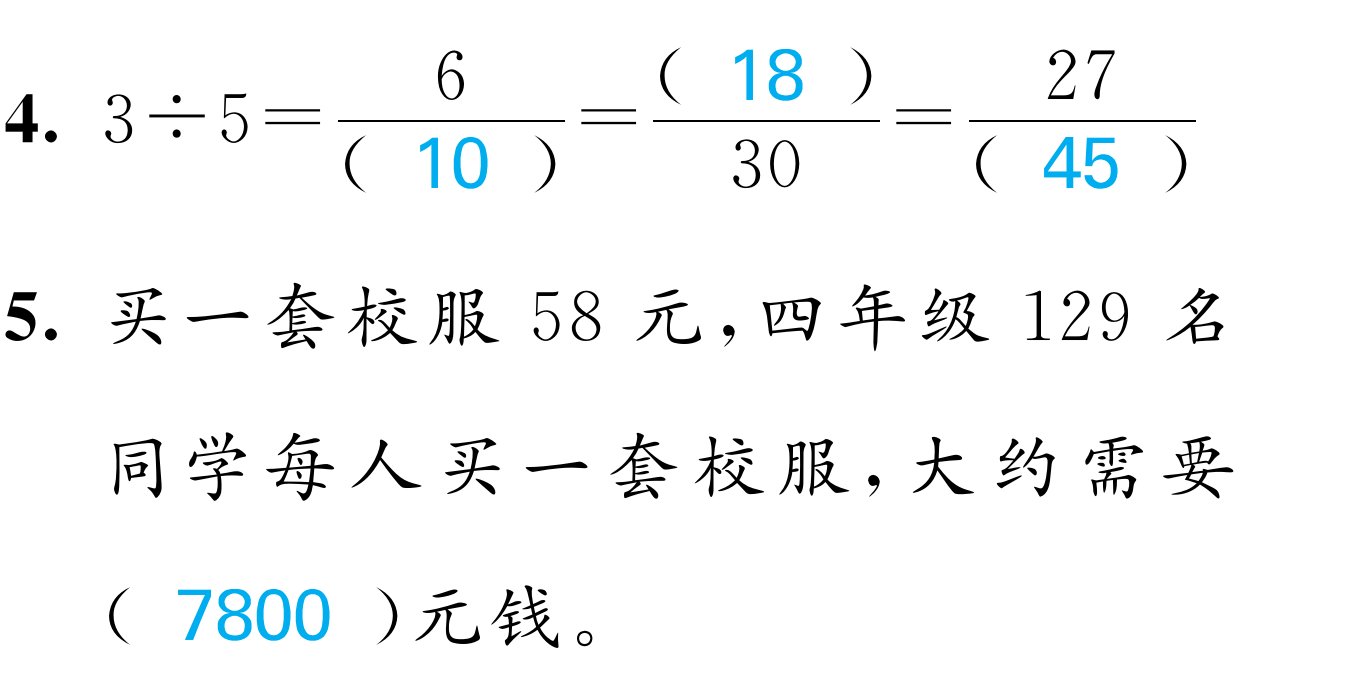 4. 3÷5=6/( 10 )=( 18 )/30=27/( 45 )
5. 买一套校服 58 元,四年级 129 名
同学每人买一套校服,大约需要
( 7800 )元钱。